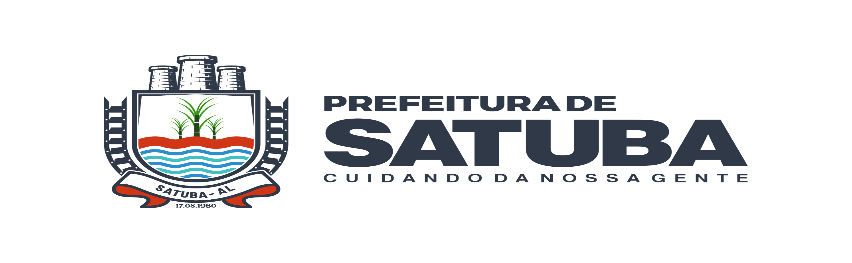 PREFEITURA DE
SATUBA
CUIDANDO DA NOSSA GENTE
SATUBA - AL
17.08.1960